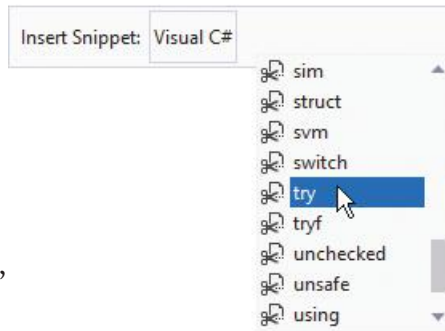 Insert Snippet: Visual C#
sim
struct
svm
switch
try
tryf
unchecked
unsafe
using
,